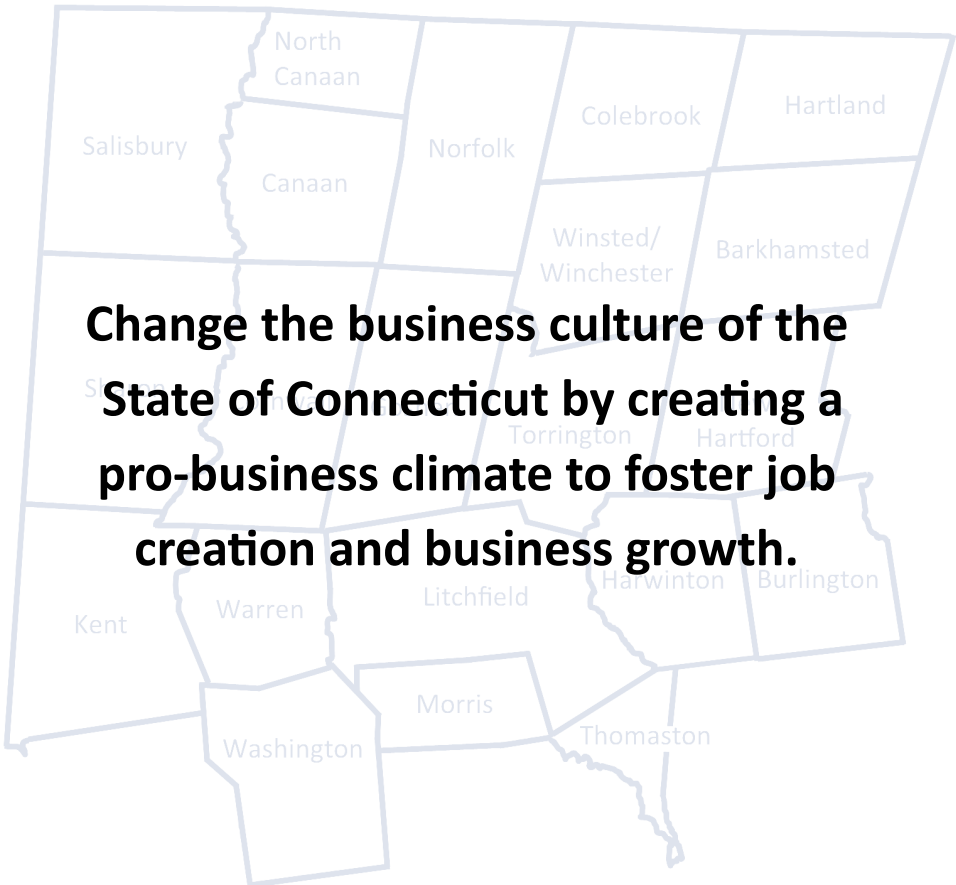 North
Canaan
Colebrook
Hartland
Salisbury
Norfolk
Canaan
Winsted/
Winchester
Barkhamsted
Change the business culture of the
State of Connecticut by creating a
pro-business climate to foster job
creation and business growth.
Torrington
Hartford
Harwinton
Burlington
Litchfield
Warren
Kent
Morris
Thomaston
Washington